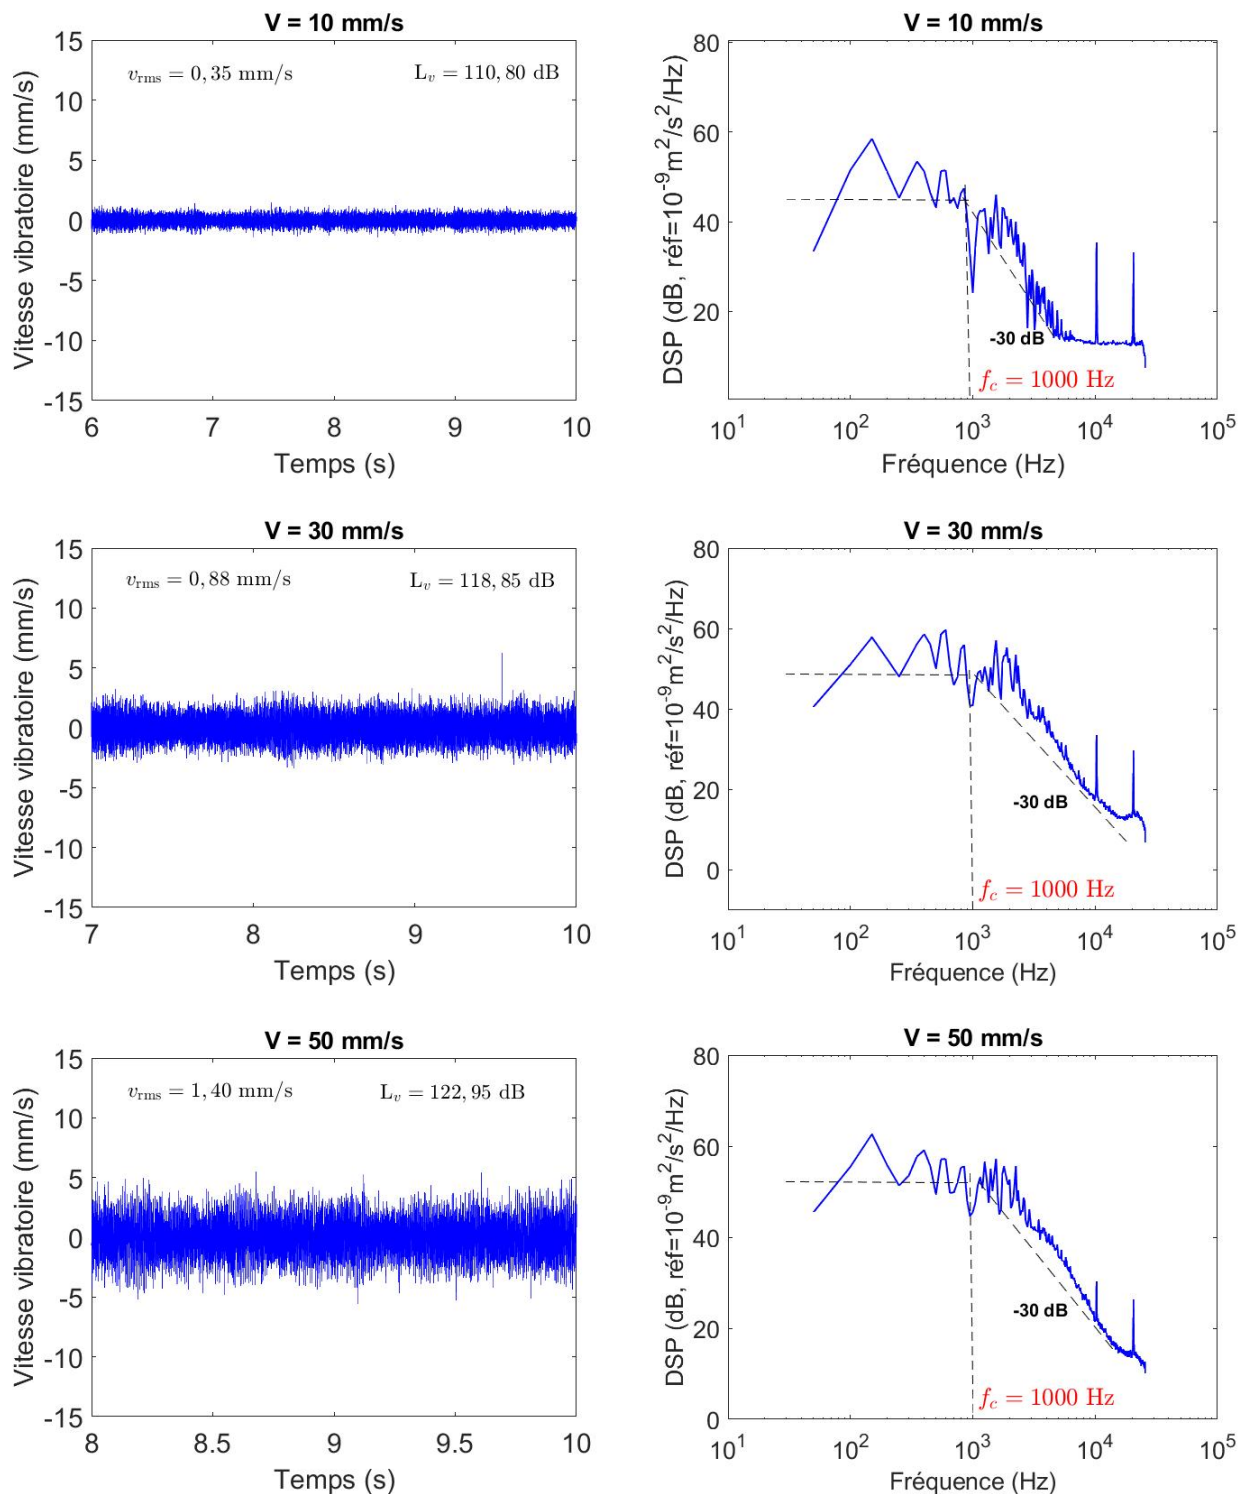 V = 10 mm/s
v_rms = 0,35 mm/s
L_v = 110,80 dB
Vitesse vibratoire (mm/s)
15
10
5
0
-5
-10
-15
6
7
8
9
10
Temps (s)
V = 10 mm/s
DSP (dB, réf=10^-9 m^2/s^2/Hz)
80
60
40
20
-30 dB
f_c = 1000 Hz
10^1
10^2
10^3
10^4
10^5
Fréquence (Hz)
V = 30 mm/s
v_rms = 0,88 mm/s
L_v = 118,85 dB
Vitesse vibratoire (mm/s)
15
10
5
0
-5
-10
-15
7
8
9
10
Temps (s)
V = 30 mm/s
DSP (dB, réf=10^-9 m^2/s^2/Hz)
80
60
40
20
0
-30 dB
f_c = 1000 Hz
10^1
10^2
10^3
10^4
10^5
Fréquence (Hz)
V = 50 mm/s
v_rms = 1,40 mm/s
L_v = 122,95 dB
Vitesse vibratoire (mm/s)
15
10
5
0
-5
-10
-15
8
8.5
9
9.5
10
Temps (s)
V = 50 mm/s
DSP (dB, réf=10^-9 m^2/s^2/Hz)
80
60
40
20
0
-30 dB
f_c = 1000 Hz
10^1
10^2
10^3
10^4
10^5
Fréquence (Hz)